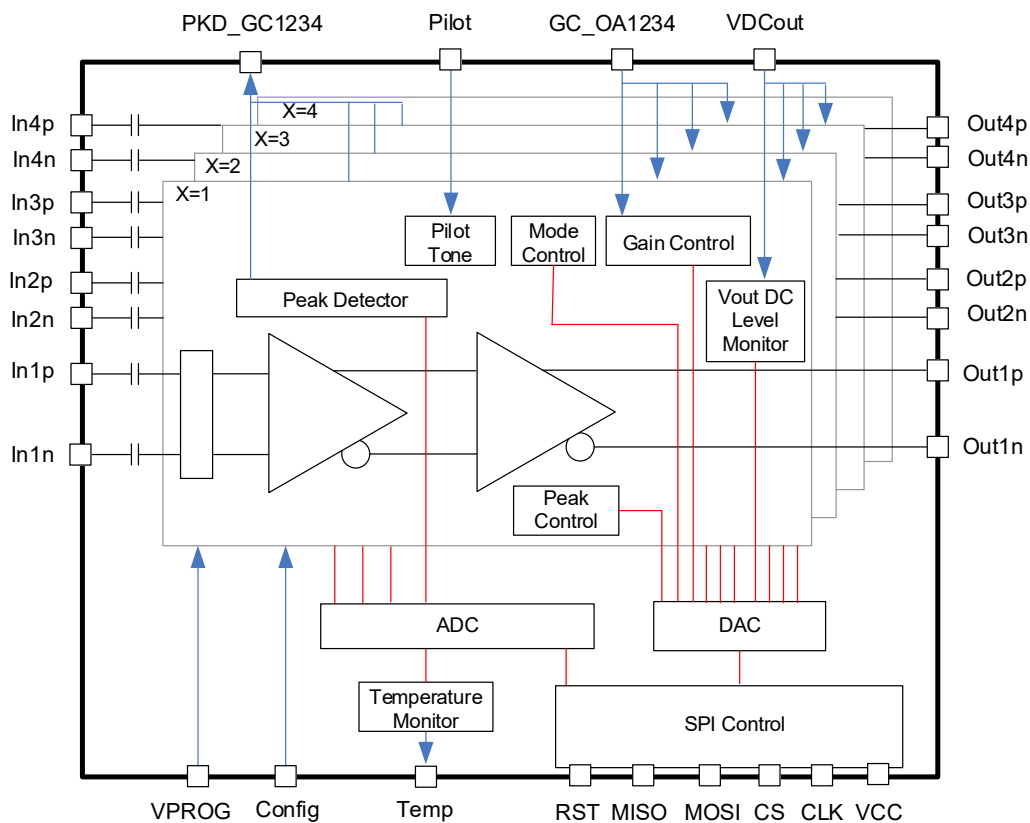 PKD_GC1234
Pilot
GC_OA1234
VDCout
In4p
In4n
In3p
In3n
In2p
In2n
In1p
In1n
X=4
X=3
X=2
X=1
Out4p
Out4n
Out3p
Out3n
Out2p
Out2n
Out1p
Out1n
Pilot
Tone
Mode
Control
Gain Control
Peak Detector
Vout DC
Level
Monitor
Peak
Control
ADC
DAC
Temperature
Monitor
SPI Control
VPROG
Config
Temp
RST
MISO
MOSI
CS
CLK
VCC